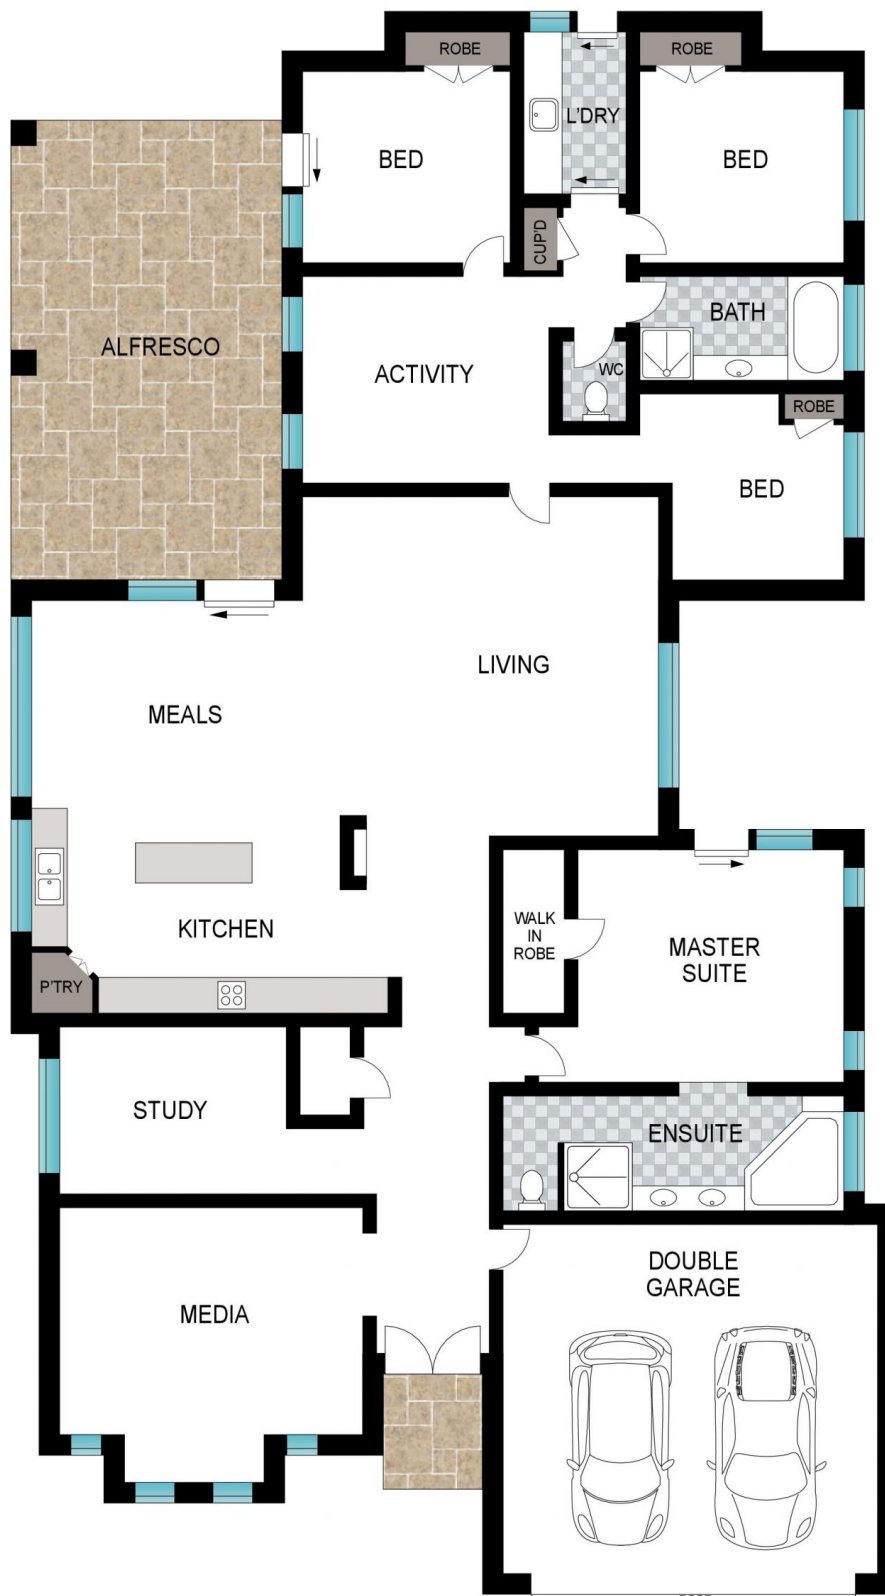 ROBE
ROBE
L'DRY
BED
BED
CUP'D
BATH
ALFRESCO
ACTIVITY
WC
ROBE
BED
LIVING
MEALS
KITCHEN
WALK
IN
ROBE
MASTER
SUITE
P'TRY
STUDY
ENSUITE
DOUBLE
GARAGE
MEDIA